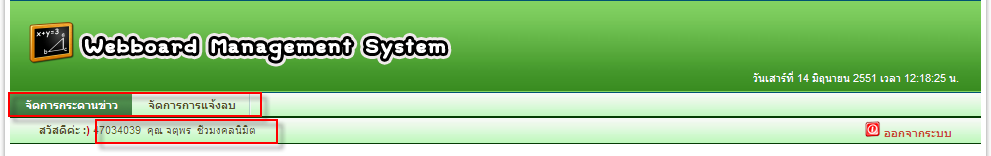 x+y=3
a
b
c
Webboard Management System
วันเสาร์ที่ 14 มิถุนายน 2551 เวลา 12:18:25 น.
จัดการกระดานข่าว จัดการการแจ้งลบ
สวัสดีค่ะ :) 47034039 คุณ จตุพร ชีวมงคลนิมิต ออกจากระบบ